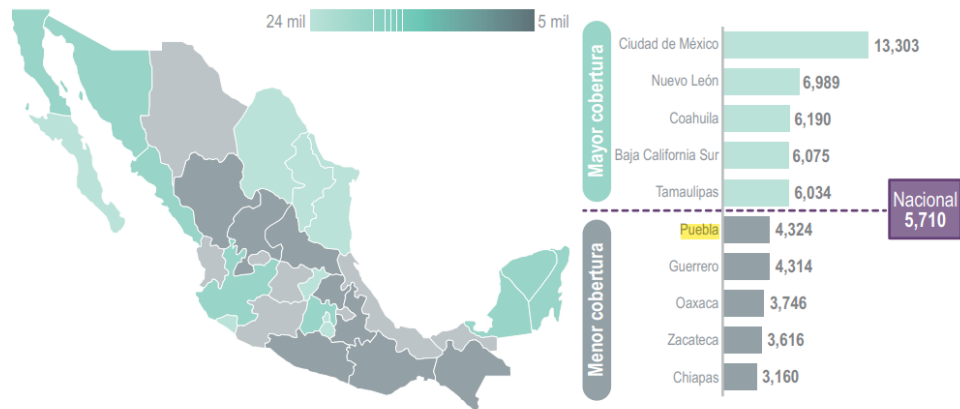 24 mil
5 mil
Mayor cobertura
Ciudad de México 13,303
Nuevo León 6,989
Coahuila 6,190
Baja California Sur 6,075
Tamaulipas 6,034
Nacional
5,710
Menor cobertura
Puebla 4,324
Guerrero 4,314
Oaxaca 3,746
Zacateca 3,616
Chiapas 3,160